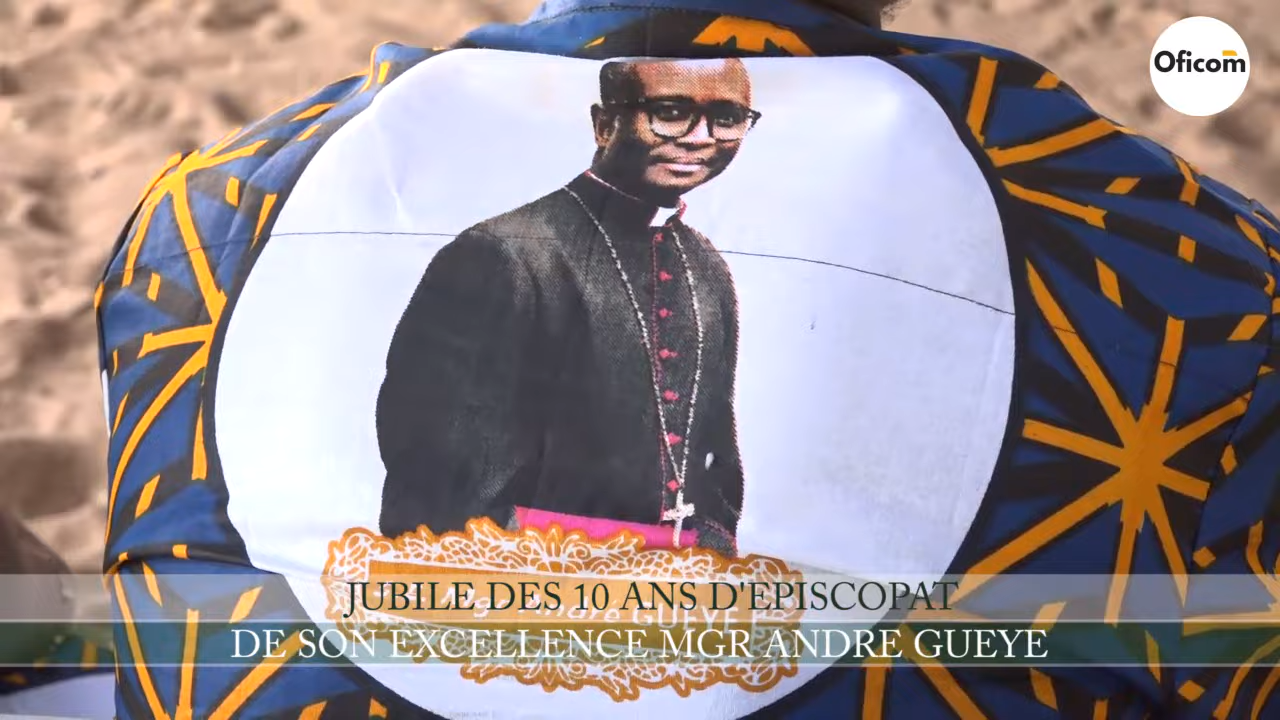 Oficom
JUBILE DES 10 ANS D'EPISCOPAT
DE SON EXCELLENCE MGR ANDRE GUEYE